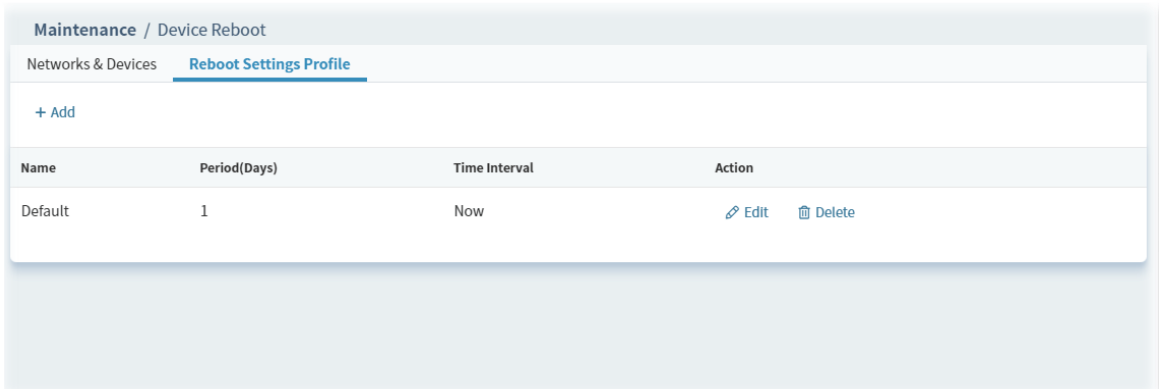 Maintenance / Device Reboot
Networks & Devices Reboot Settings Profile
+ Add
Name Period(Days) Time Interval Action
Default 1 Now Edit Delete